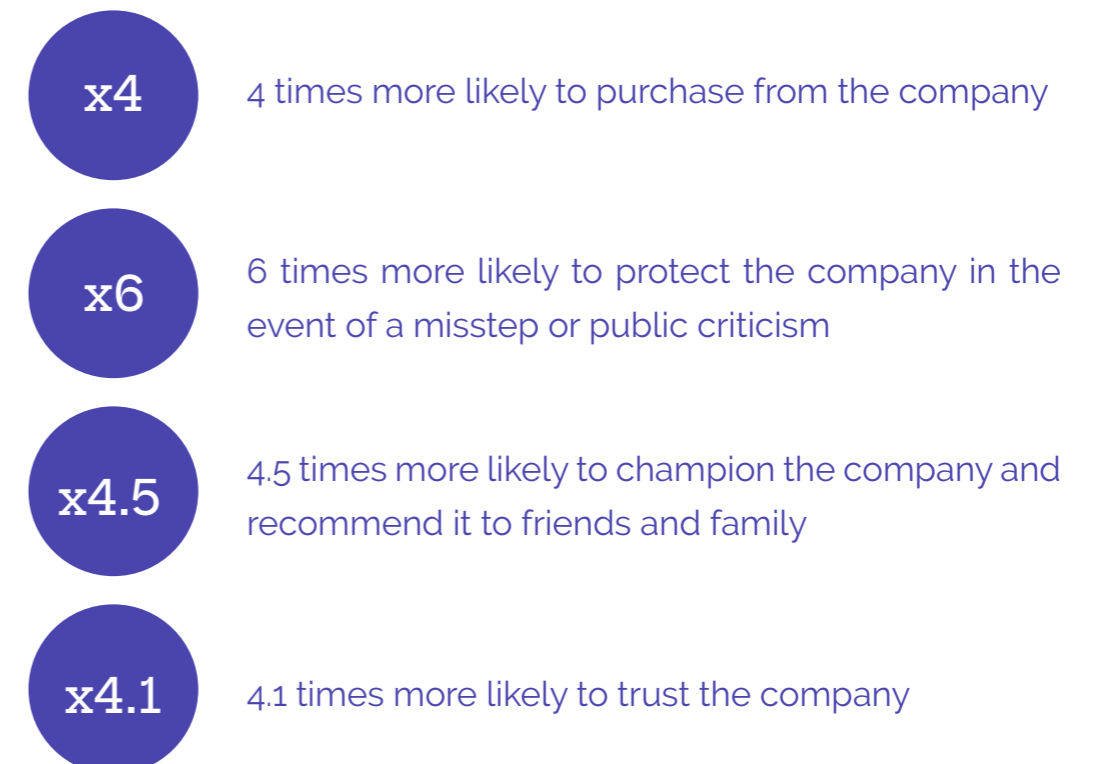 x4
4 times more likely to purchase from the company
x6
6 times more likely to protect the company in the
event of a misstep or public criticism
x4.5
4.5 times more likely to champion the company and
recommend it to friends and family
x4.1
4.1 times more likely to trust the company